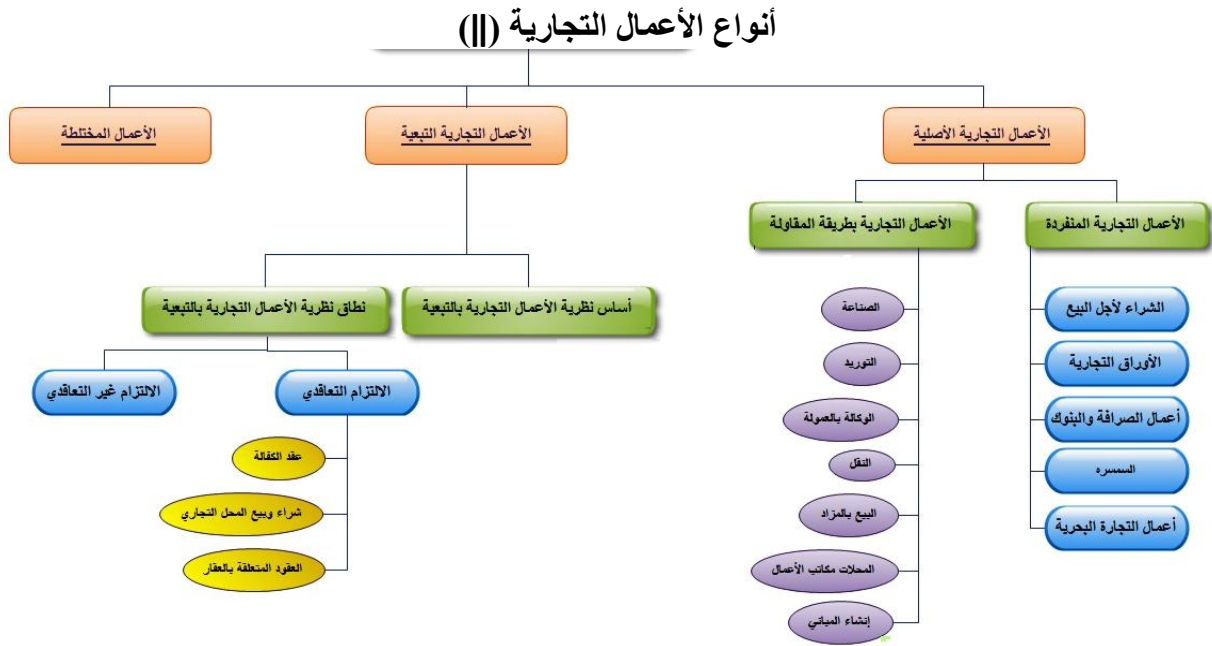 أنواع الأعمال التجارية (||)
الأعمال التجارية الأصلية
الأعمال التجارية التبعية
الأعمال المختلطة
الأعمال التجارية المنفردة
الأعمال التجارية بطريقة المقاولة
الشراء لأجل البيع
الأوراق التجارية
أعمال الصرافة والبنوك
السمسره
أعمال التجارة البحرية
الصناعة
التوريد
الوكالة بالعمولة
النقل
البيع بالمزاد
المحلات مكاتب الأعمال
إنشاء المباني
أساس نظرية الأعمال التجارية بالتبعية
نطاق نظرية الأعمال التجارية بالتبعية
الالتزام التعاقدي
الالتزام غير التعاقدي
عقد الكفالة
شراء وبيع المحل التجاري
العقود المتعلقة بالعقار